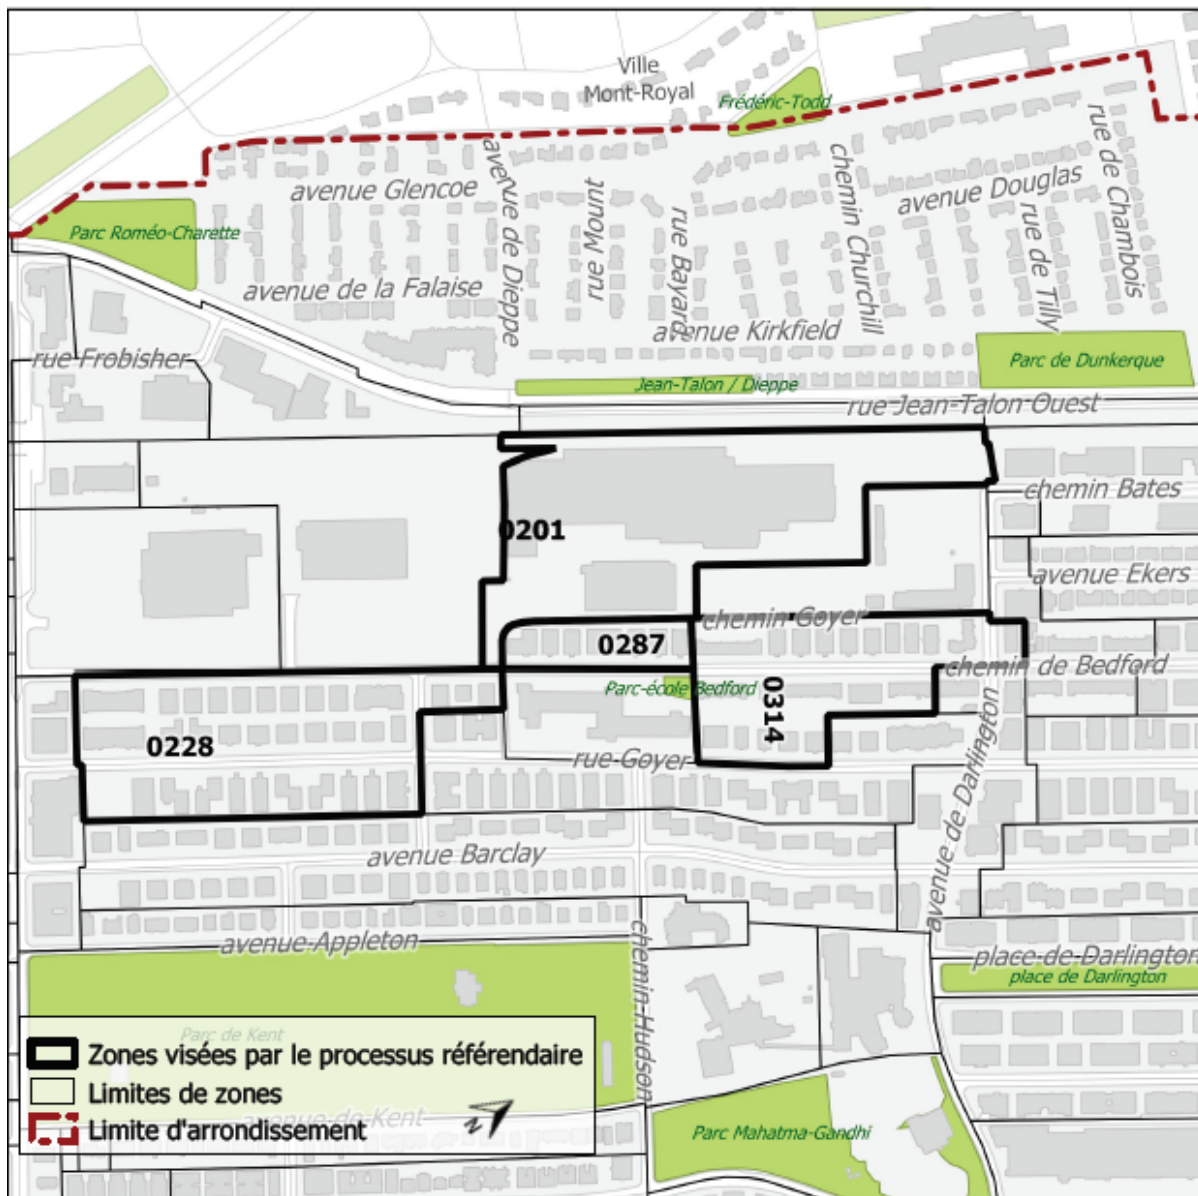 Ville
Mont-Royal
Frédéric-Todd
rue de Chambois
avenue Glencoe
avenue de Dieppe
rue Mount
rue Bayard
chemin Churchill
avenue Douglas
rue de Tilly
Parc Roméo-Charette
avenue de la Falaise
avenue Kirkfield
rue Frobisher
Parc de Dunkerque
Jean-Talon / Dieppe
rue Jean-Talon Ouest
chemin Bates
0201
avenue Ekers
chemin Goyer
0287
chemin de Bedford
Parc-école Bedford
0314
0228
rue Goyer
avenue de Darlington
avenue Barclay
avenue Appleton
chemin Hudson
place de Darlington
place de Darlington
Parc de Kent
Zones visées par le processus référendaire
Limites de zones
avenue de Kent
Limite d'arrondissement
N
Parc Mahatma-Gandhi